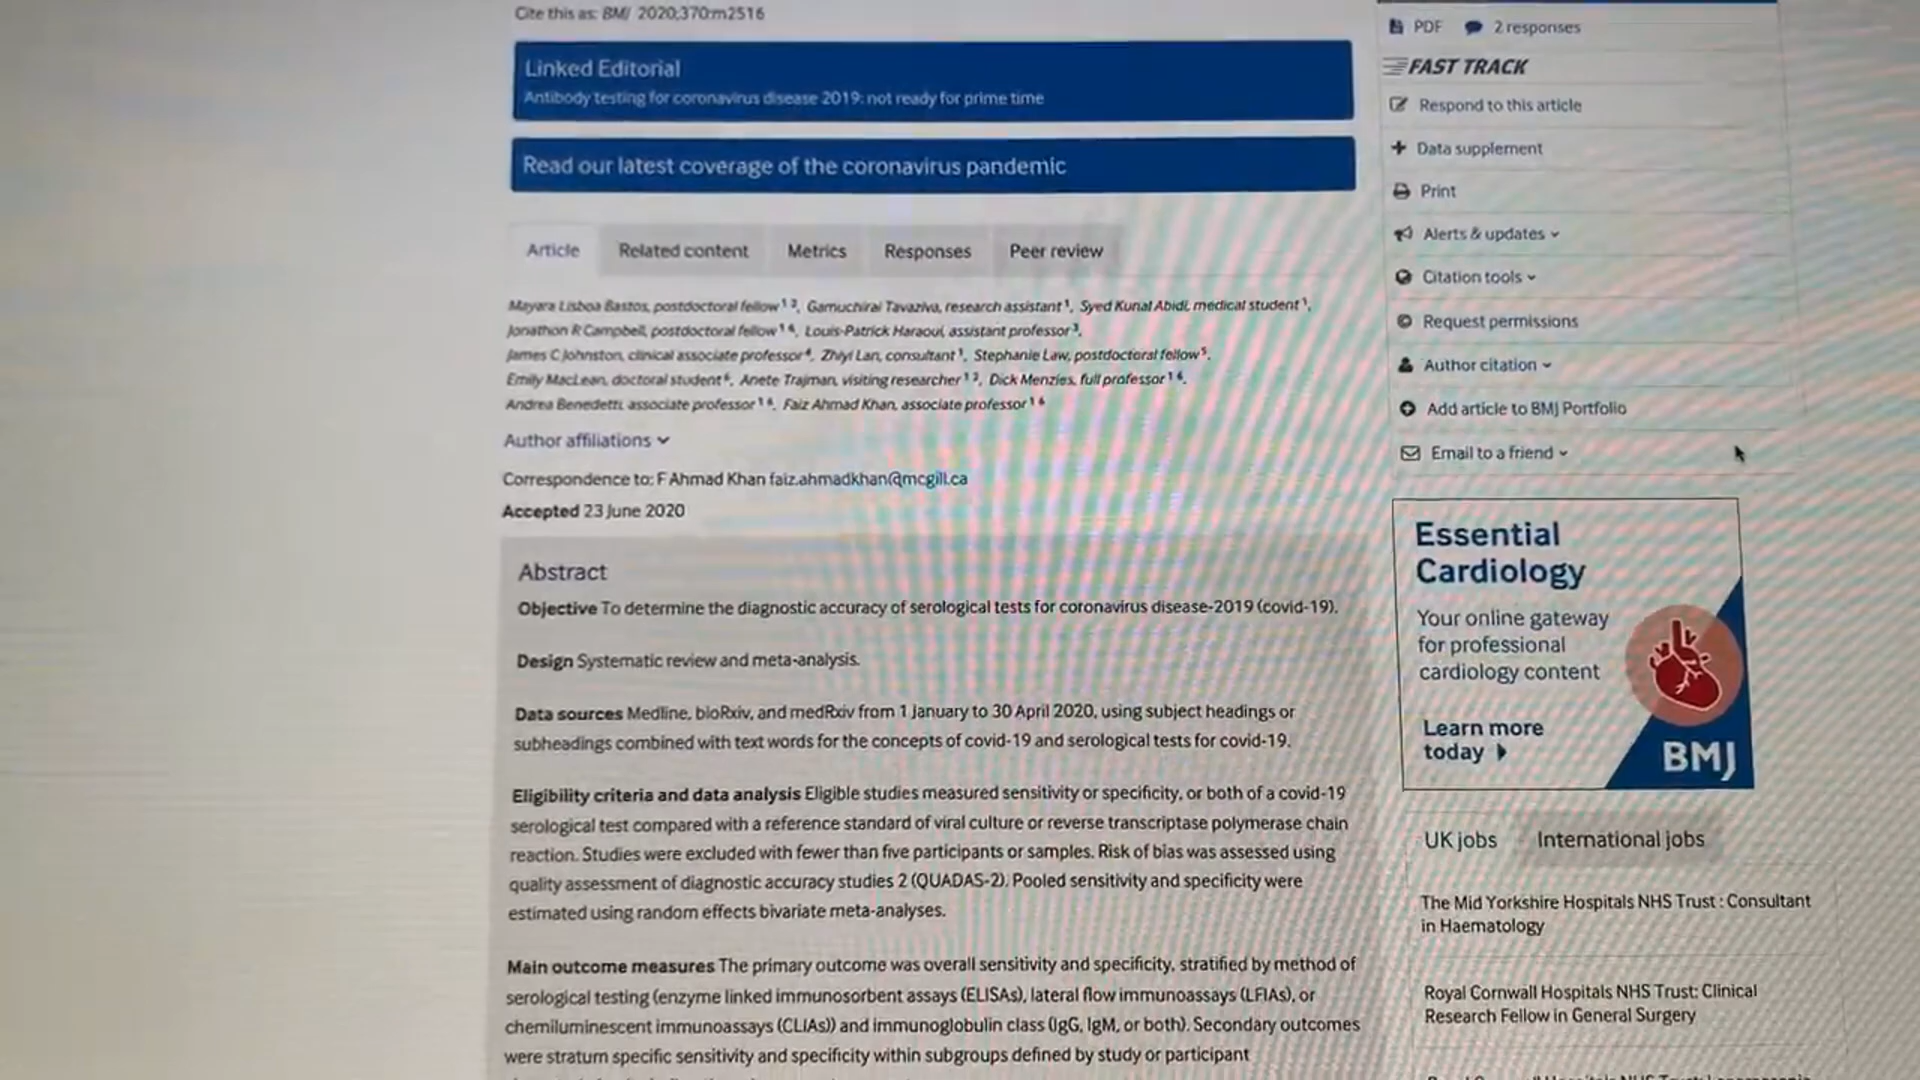 Cite this as: BMJ 2020;370:m2516
Linked Editorial
Antibody testing for coronavirus disease 2019: not ready for prime time
Read our latest coverage of the coronavirus pandemic
Article Related content Metrics Responses Peer review
Mayara Lisboa Bastos, postdoctoral fellow 1 2, Gamuchirai Tavaziva, research assistant 1, Syed Kunal Abidi, medical student 1,
Jonathon R Campbell, postdoctoral fellow 1 4, Louis-Patrick Haraoui, assistant professor 3,
James C Johnston, clinical associate professor 4, Zhiyi Lan, consultant 1, Stephanie Law, postdoctoral fellow 5,
Emily MacLean, doctoral student 6, Anete Trajman, visiting researcher 1 2, Dick Menzies, full professor 1 6,
Andrea Benedetti, associate professor 1 6, Faiz Ahmad Khan, associate professor 1 6
Author affiliations
Correspondence to: F Ahmad Khan faiz.ahmadkhan@mcgill.ca
Accepted 23 June 2020
Abstract
Objective To determine the diagnostic accuracy of serological tests for coronavirus disease-2019 (covid-19).
Design Systematic review and meta-analysis.
Data sources Medline, bioRxiv, and medRxiv from 1 January to 30 April 2020, using subject headings or
subheadings combined with text words for the concepts of covid-19 and serological tests for covid-19.
Eligibility criteria and data analysis Eligible studies measured sensitivity or specificity, or both of a covid-19
serological test compared with a reference standard of viral culture or reverse transcriptase polymerase chain
reaction. Studies were excluded with fewer than five participants or samples. Risk of bias was assessed using
quality assessment of diagnostic accuracy studies 2 (QUADAS-2). Pooled sensitivity and specificity were
estimated using random effects bivariate meta-analyses.
Main outcome measures The primary outcome was overall sensitivity and specificity, stratified by method of
serological testing (enzyme linked immunosorbent assays (ELISAs), lateral flow immunoassays (LFIAs), or
chemiluminescent immunoassays (CLIAs)) and immunoglobulin class (IgG, IgM, or both). Secondary outcomes
were stratum specific sensitivity and specificity within subgroups defined by study or participant
PDF 2 responses
FAST TRACK
Respond to this article
Data supplement
Print
Alerts & updates
Citation tools
Request permissions
Author citation
Add article to BMJ Portfolio
Email to a friend
Essential
Cardiology
Your online gateway
for professional
cardiology content
Learn more
today
BMJ
UK jobs International jobs
The Mid Yorkshire Hospitals NHS Trust : Consultant
in Haematology
Royal Cornwall Hospitals NHS Trust: Clinical
Research Fellow in General Surgery